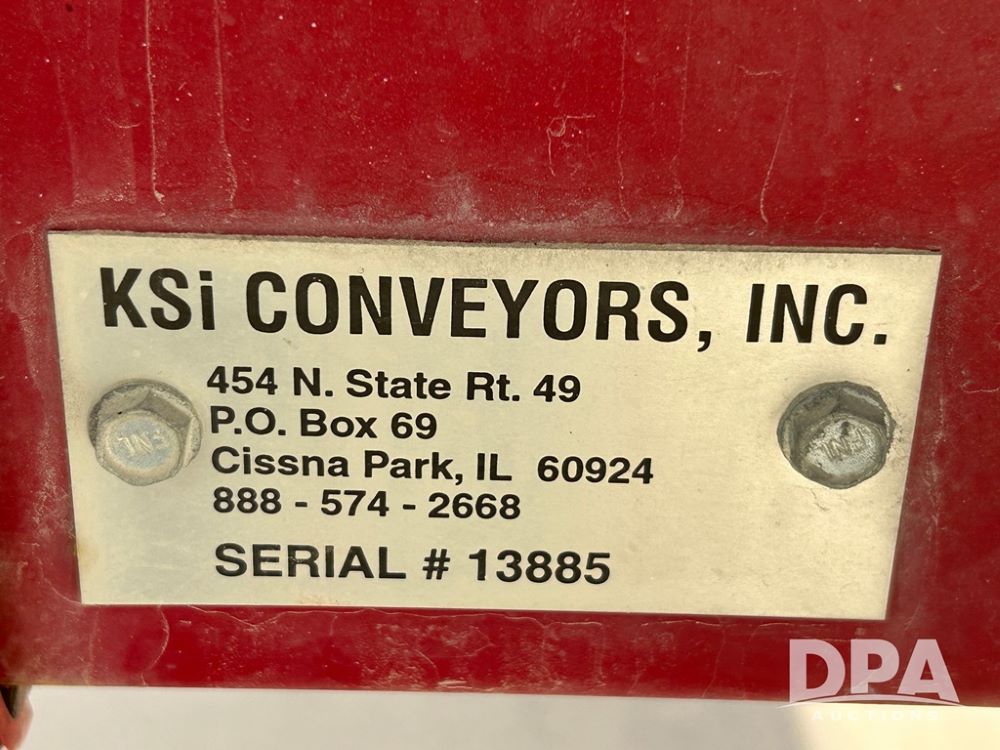 KSi CONVEYORS, INC.
454 N. State Rt. 49
P.O. Box 69
Cissna Park, IL 60924
888 - 574 - 2668
SERIAL # 13885
DPA
AUCTIONS